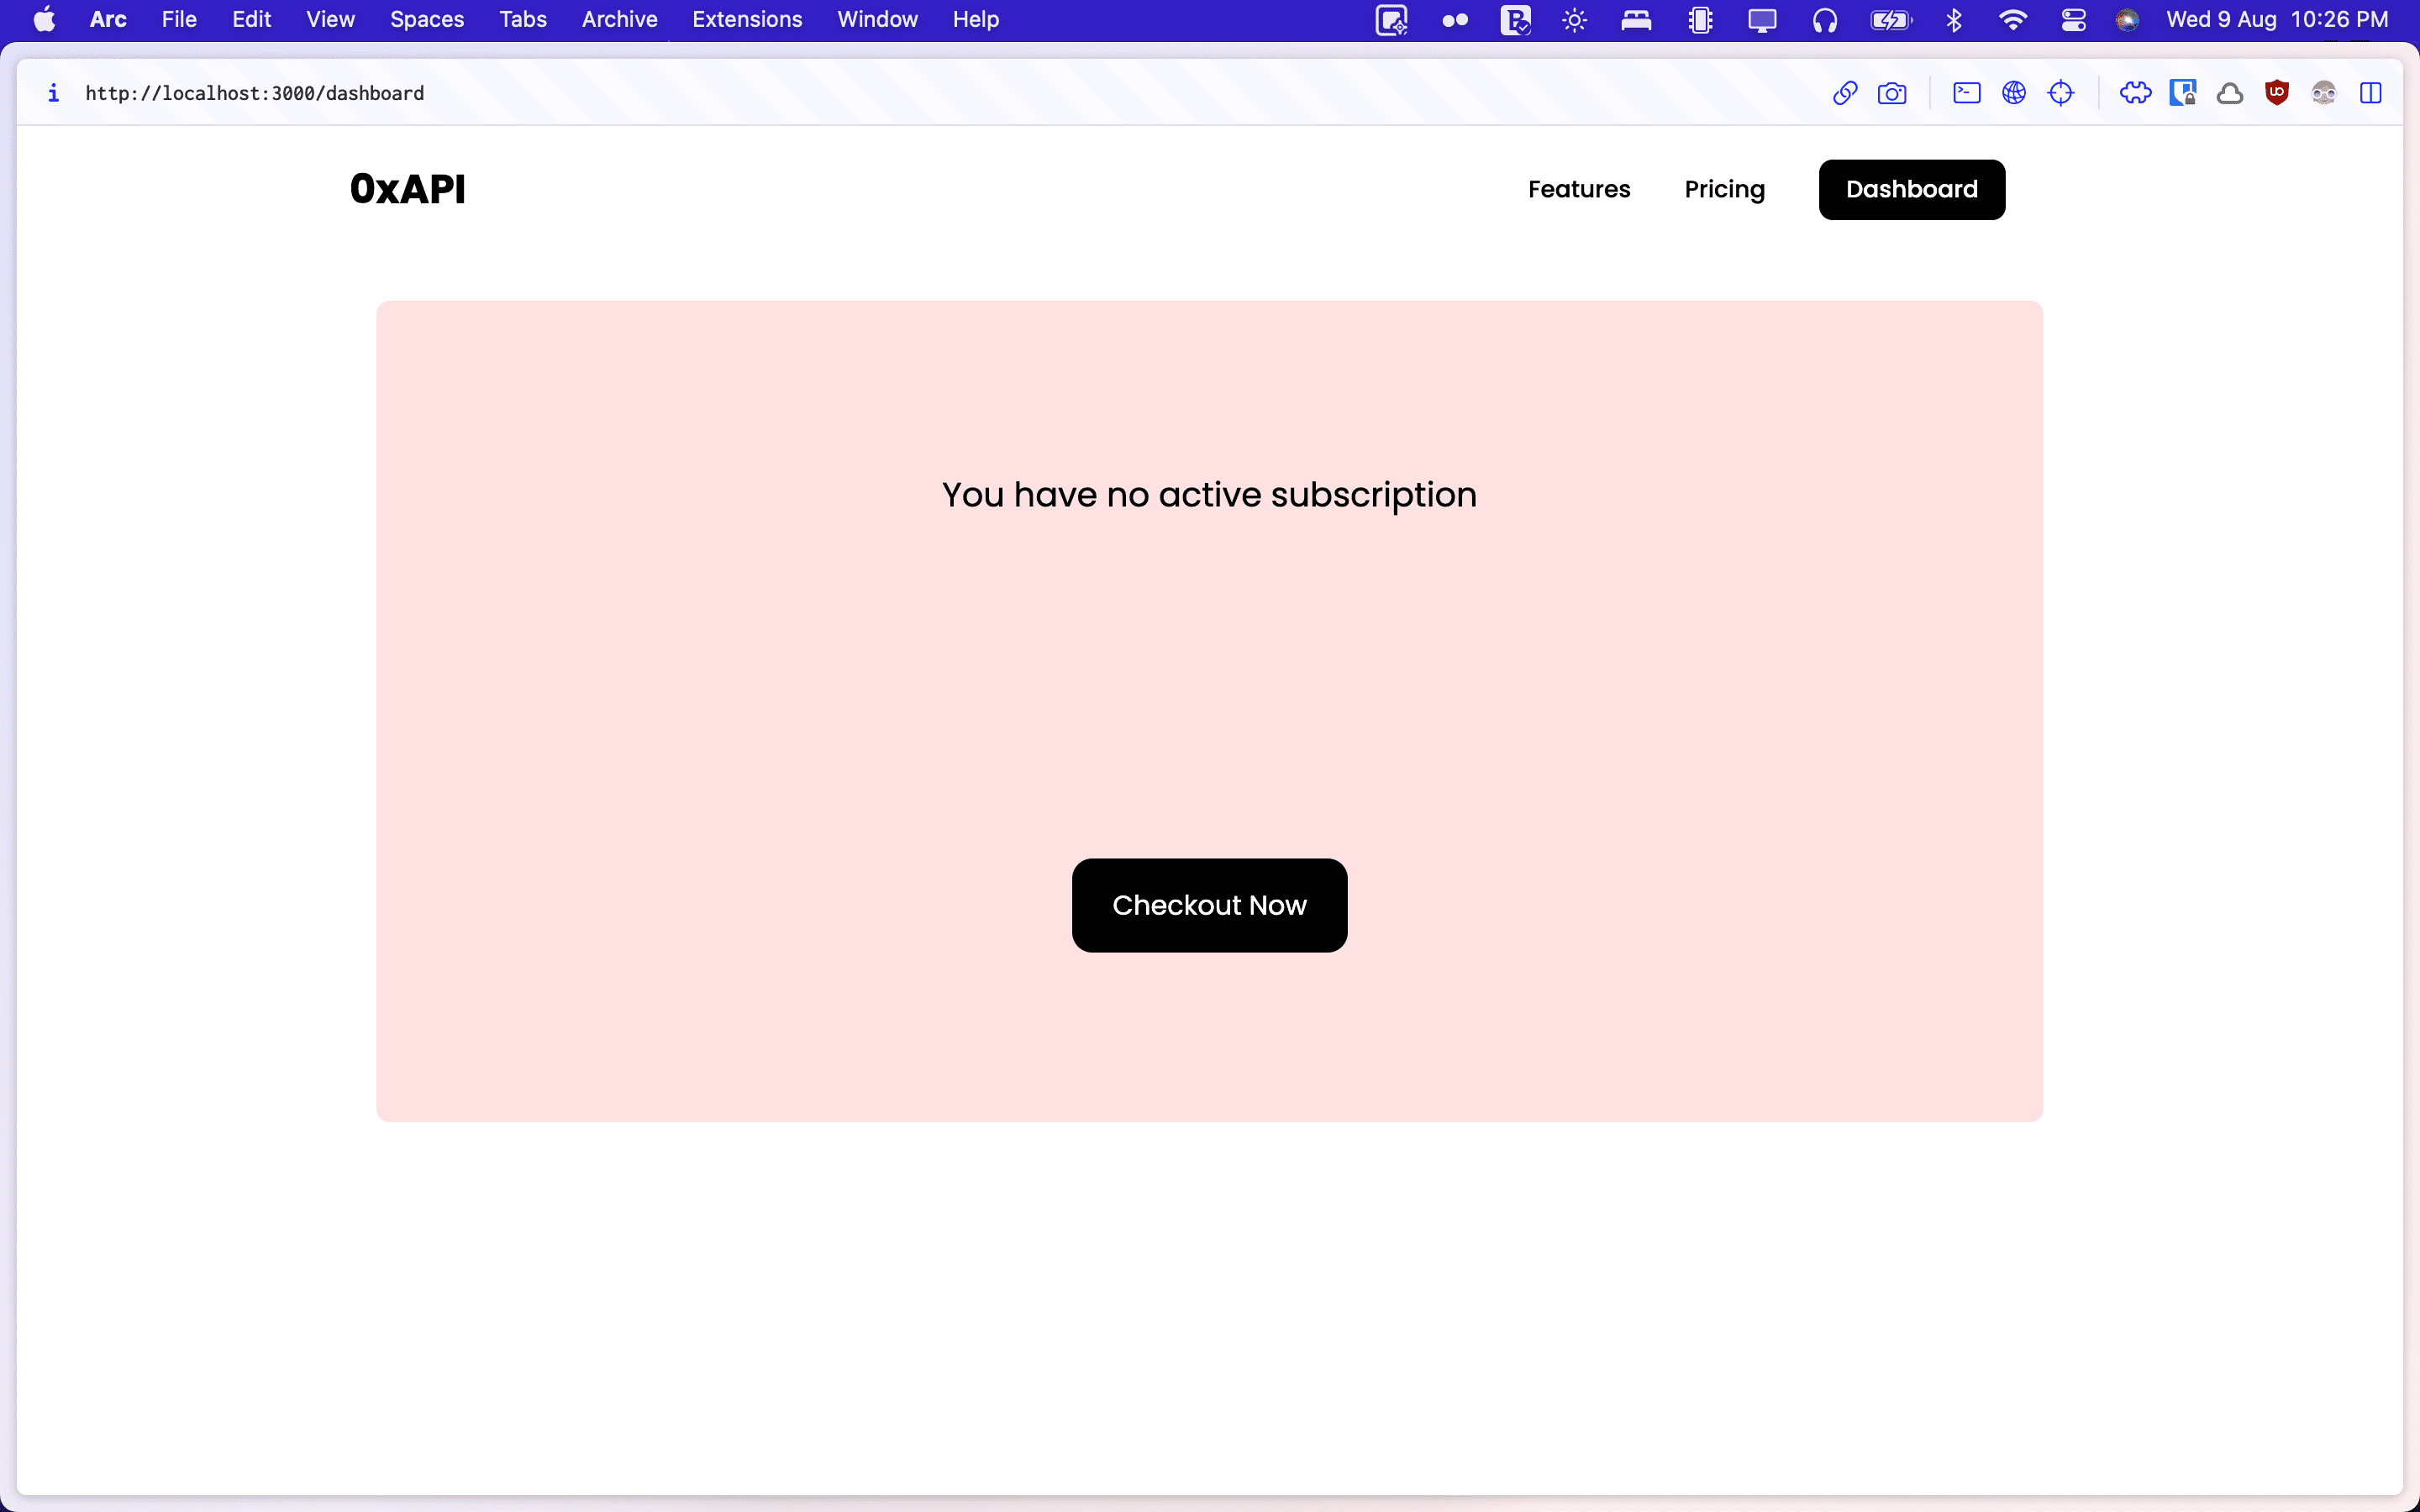 Arc File Edit View Spaces Tabs Archive Extensions Window Help Wed 9 Aug 10:26 PM
http://localhost:3000/dashboard
0xAPI Features Pricing Dashboard
You have no active subscription
Checkout Now